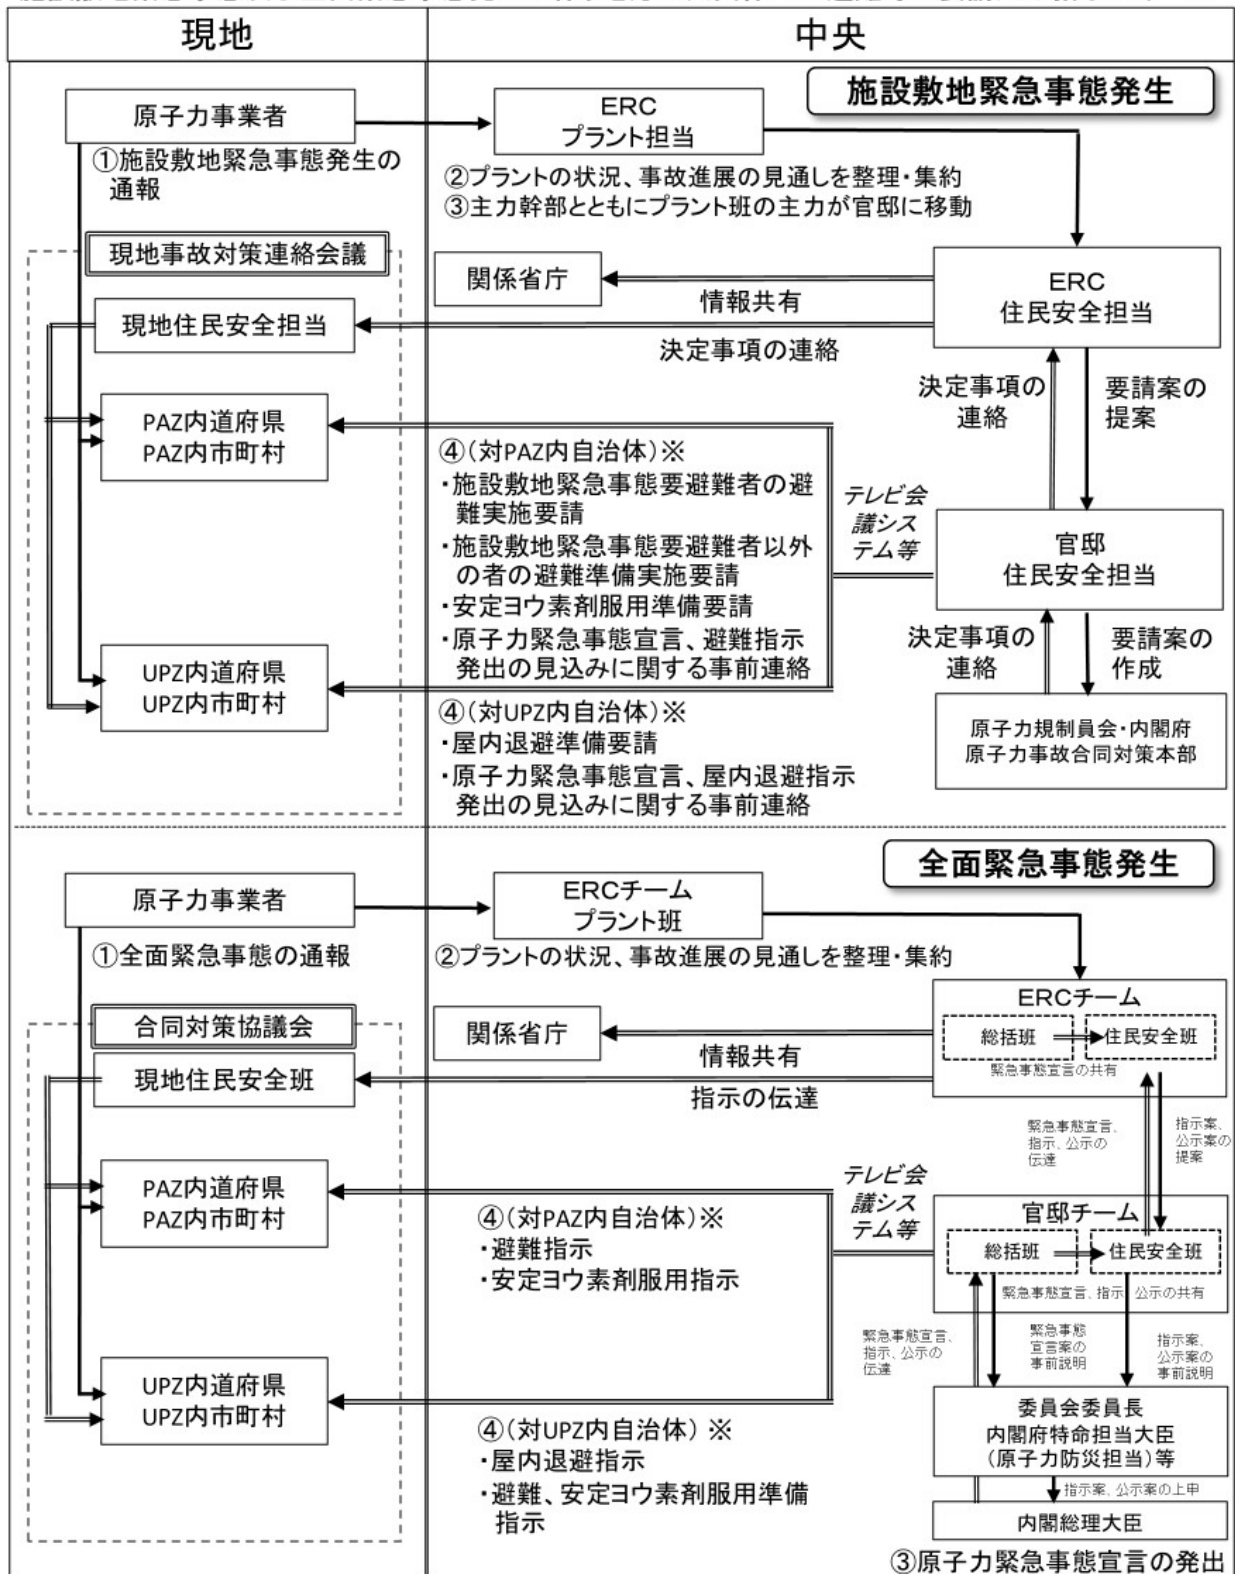 現地
中央
施設敷地緊急事態発生
原子力事業者
ERC
プラント担当
①施設敷地緊急事態発生の
通報
②プラントの状況、事故進展の見通しを整理・集約
③主力幹部とともにプラント班の主力が官邸に移動
現地事故対策連絡会議
関係省庁
情報共有
ERC
住民安全担当
現地住民安全担当
決定事項の連絡
決定事項の
連絡
要請案の
提案
PAZ内道府県
PAZ内市町村
④(対PAZ内自治体)※
・施設敷地緊急事態要避難者の避
難実施要請
・施設敷地緊急事態要避難者以外
の者の避難準備実施要請
・安定ヨウ素剤服用準備要請
・原子力緊急事態宣言、避難指示
発出の見込みに関する事前連絡
テレビ会
議シス
テム等
官邸
住民安全担当
決定事項の
連絡
要請案の
作成
UPZ内道府県
UPZ内市町村
④(対UPZ内自治体)※
・屋内退避準備要請
・原子力緊急事態宣言、屋内退避指示
発出の見込みに関する事前連絡
原子力規制員会・内閣府
原子力事故合同対策本部
全面緊急事態発生
原子力事業者
ERCチーム
プラント班
①全面緊急事態の通報
②プラントの状況、事故進展の見通しを整理・集約
合同対策協議会
関係省庁
情報共有
ERCチーム
総括班
住民安全班
緊急事態宣言の共有
現地住民安全班
指示の伝達
緊急事態宣言、
指示、公示の
伝達
指示案、
公示案の
提案
PAZ内道府県
PAZ内市町村
④(対PAZ内自治体)※
・避難指示
・安定ヨウ素剤服用指示
テレビ会
議シス
テム等
官邸チーム
総括班
住民安全班
緊急事態宣言、指示、公示の共有
緊急事態宣言、
指示、公示の
伝達
緊急事態
宣言案の
事前説明
指示案、
公示案の
事前説明
UPZ内道府県
UPZ内市町村
④(対UPZ内自治体) ※
・屋内退避指示
・避難、安定ヨウ素剤服用準備
指示
委員会委員長
内閣府特命担当大臣
(原子力防災担当)等
指示案、公示案の上申
内閣総理大臣
③原子力緊急事態宣言の発出